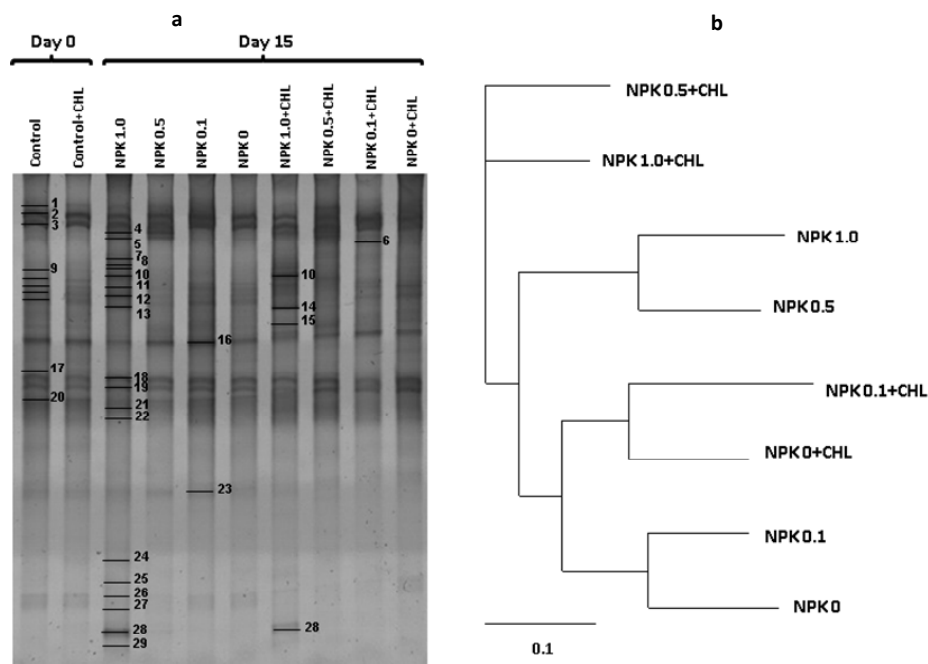 a
Day 0
Day 15
Control
Control+CHL
NPK 1.0
NPK 0.5
NPK 0.1
NPK 0
NPK 1.0+CHL
NPK 0.5+CHL
NPK 0.1+CHL
NPK 0+CHL
1
2
3
4
5
6
7
8
9
10
10
11
12
14
13
15
16
17
18
19
20
21
22
23
24
25
26
27
28
28
29
b
NPK 0.5+CHL
NPK 1.0+CHL
NPK 1.0
NPK 0.5
NPK 0.1+CHL
NPK 0+CHL
NPK 0.1
NPK 0
0.1